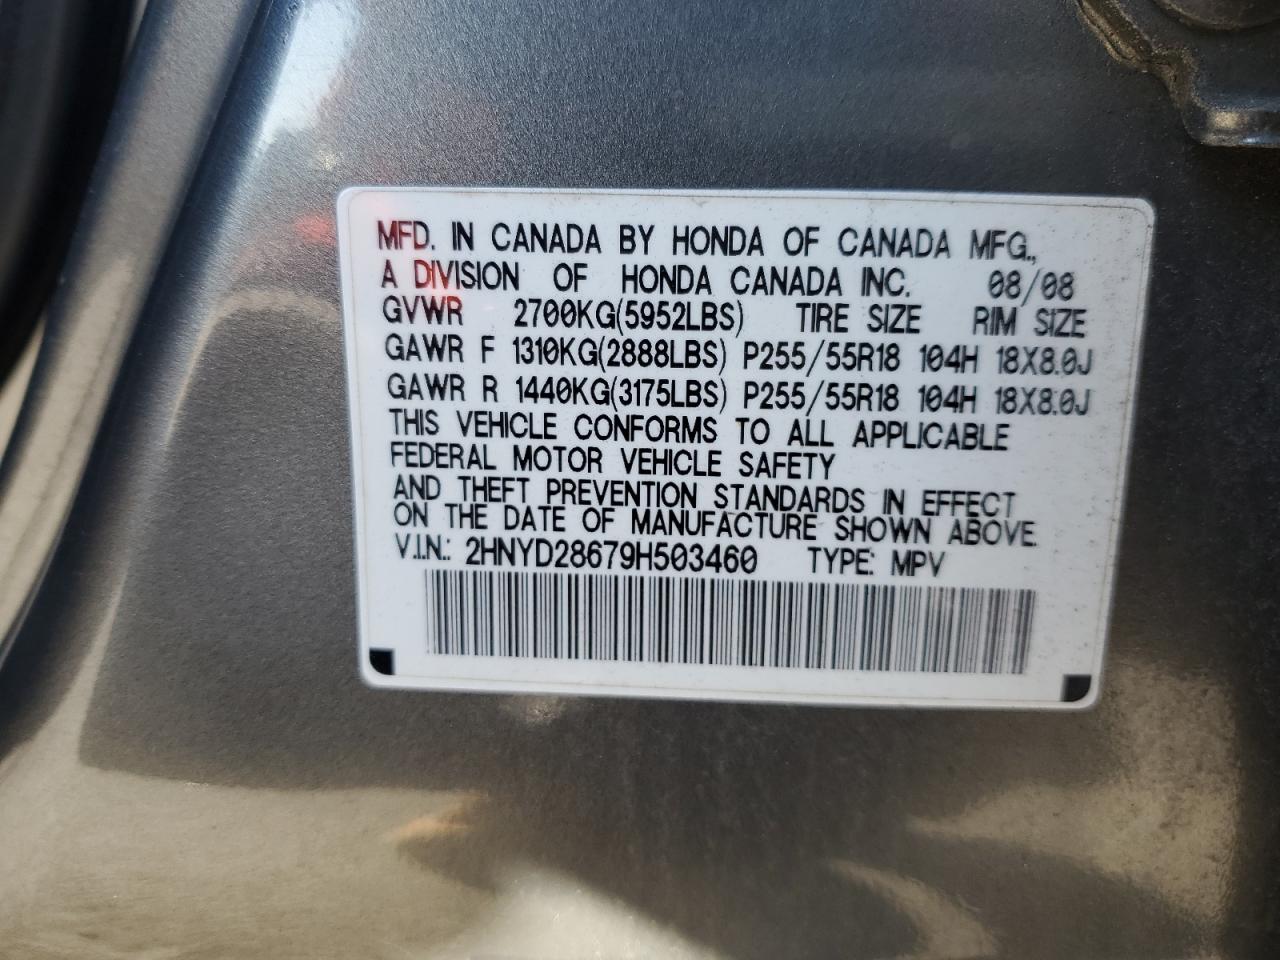 MFD. IN CANADA BY HONDA OF CANADA MFG.,
A DIVISION OF HONDA CANADA INC. 08/08
GVWR 2700KG(5952LBS) TIRE SIZE RIM SIZE
GAWR F 1310KG(2888LBS) P255/55R18 104H 18X8.0J
GAWR R 1440KG(3175LBS) P255/55R18 104H 18X8.0J
THIS VEHICLE CONFORMS TO ALL APPLICABLE
FEDERAL MOTOR VEHICLE SAFETY
AND THEFT PREVENTION STANDARDS IN EFFECT
ON THE DATE OF MANUFACTURE SHOWN ABOVE.
V.I.N.: 2HNYD28679H503460 TYPE: MPV